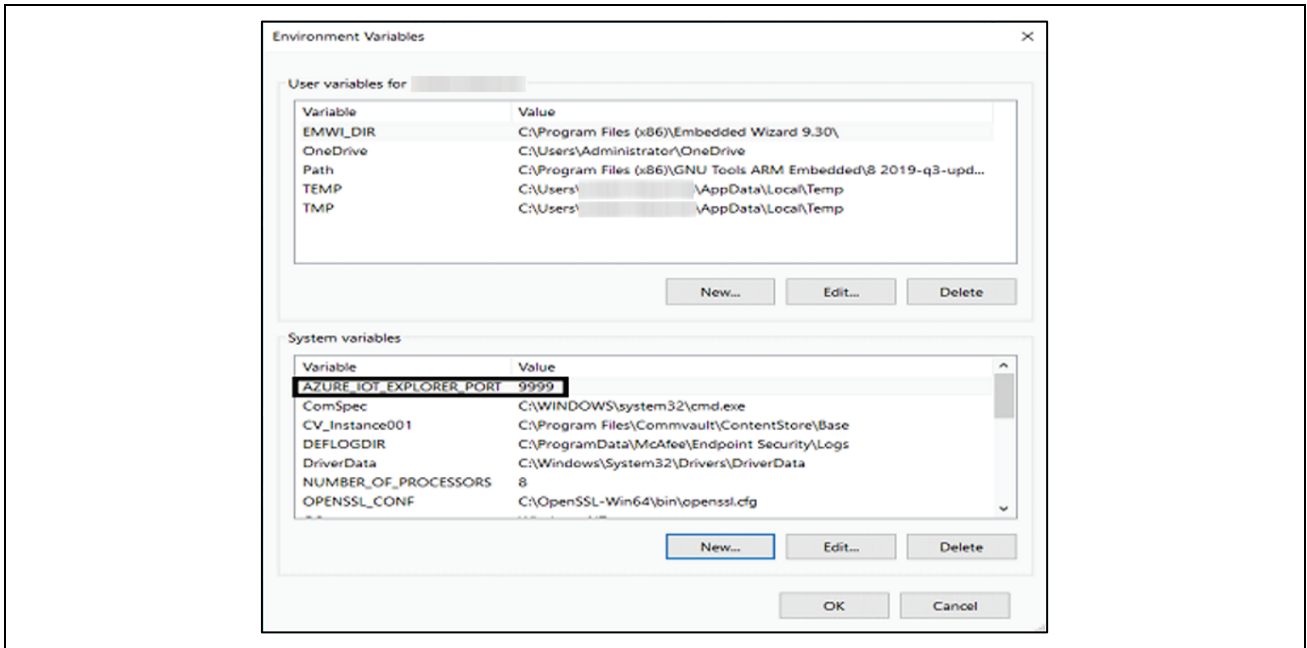 Environment Variables
User variables for
Variable Value
EMWI_DIR C:\Program Files (x86)\Embedded Wizard 9.30\
OneDrive C:\Users\Administrator\OneDrive
Path C:\Program Files (x86)\GNU Tools ARM Embedded\8 2019-q3-upd...
TEMP C:\Users\ \AppData\Local\Temp
TMP C:\Users\ \AppData\Local\Temp
New... Edit... Delete
System variables
Variable Value
AZURE_IOT_EXPLORER_PORT 9999
ComSpec C:\WINDOWS\system32\cmd.exe
CV_Instance001 C:\Program Files\Commvault\ContentStore\Base
DEFLOGDIR C:\ProgramData\McAfee\Endpoint Security\Logs
DriverData C:\Windows\System32\Drivers\DriverData
NUMBER_OF_PROCESSORS 8
OPENSSL_CONF C:\OpenSSL-Win64\bin\openssl.cfg
New... Edit... Delete
OK Cancel